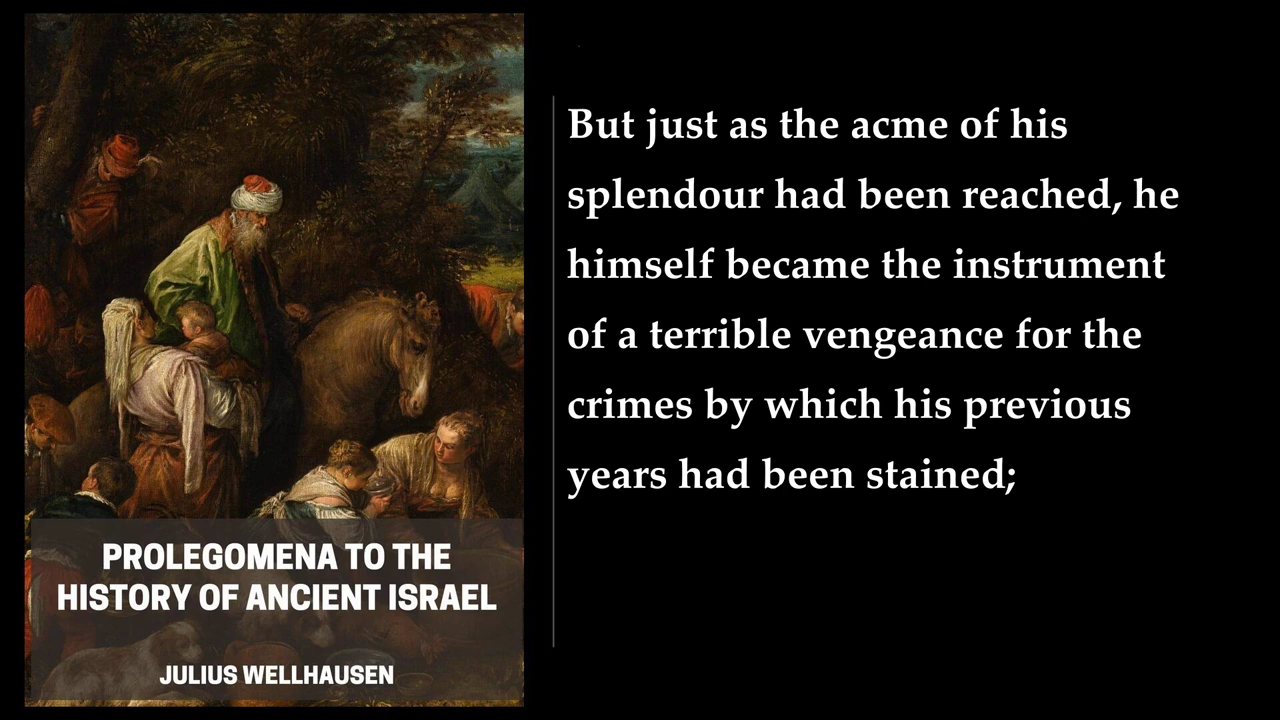 PROLEGOMENA TO THE
HISTORY OF ANCIENT ISRAEL
JULIUS WELLHAUSEN
But just as the acme of his
splendour had been reached, he
himself became the instrument
of a terrible vengeance for the
crimes by which his previous
years had been stained;